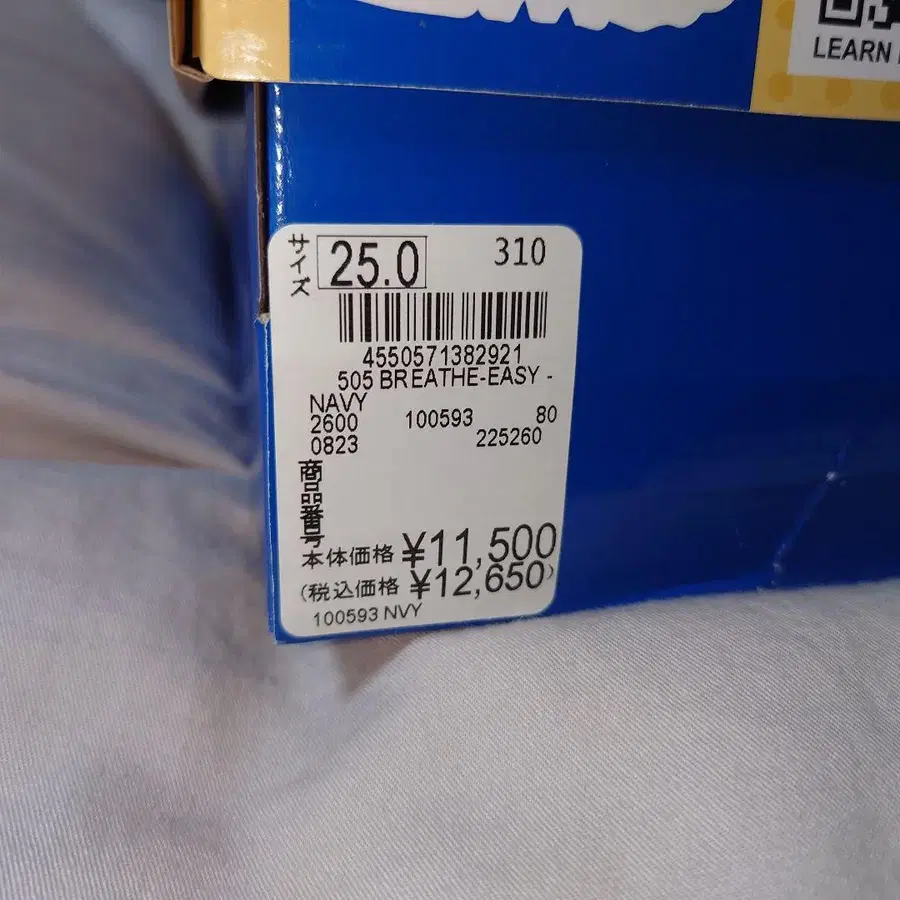 LEARN
サイズ 25.0 310
4550571382921
505 BREATHE-EASY -
NAVY
2600 100593 80
0823 225260
商品番号
本体価格 ¥11,500
(税込価格 ¥12,650)
100593 NVY